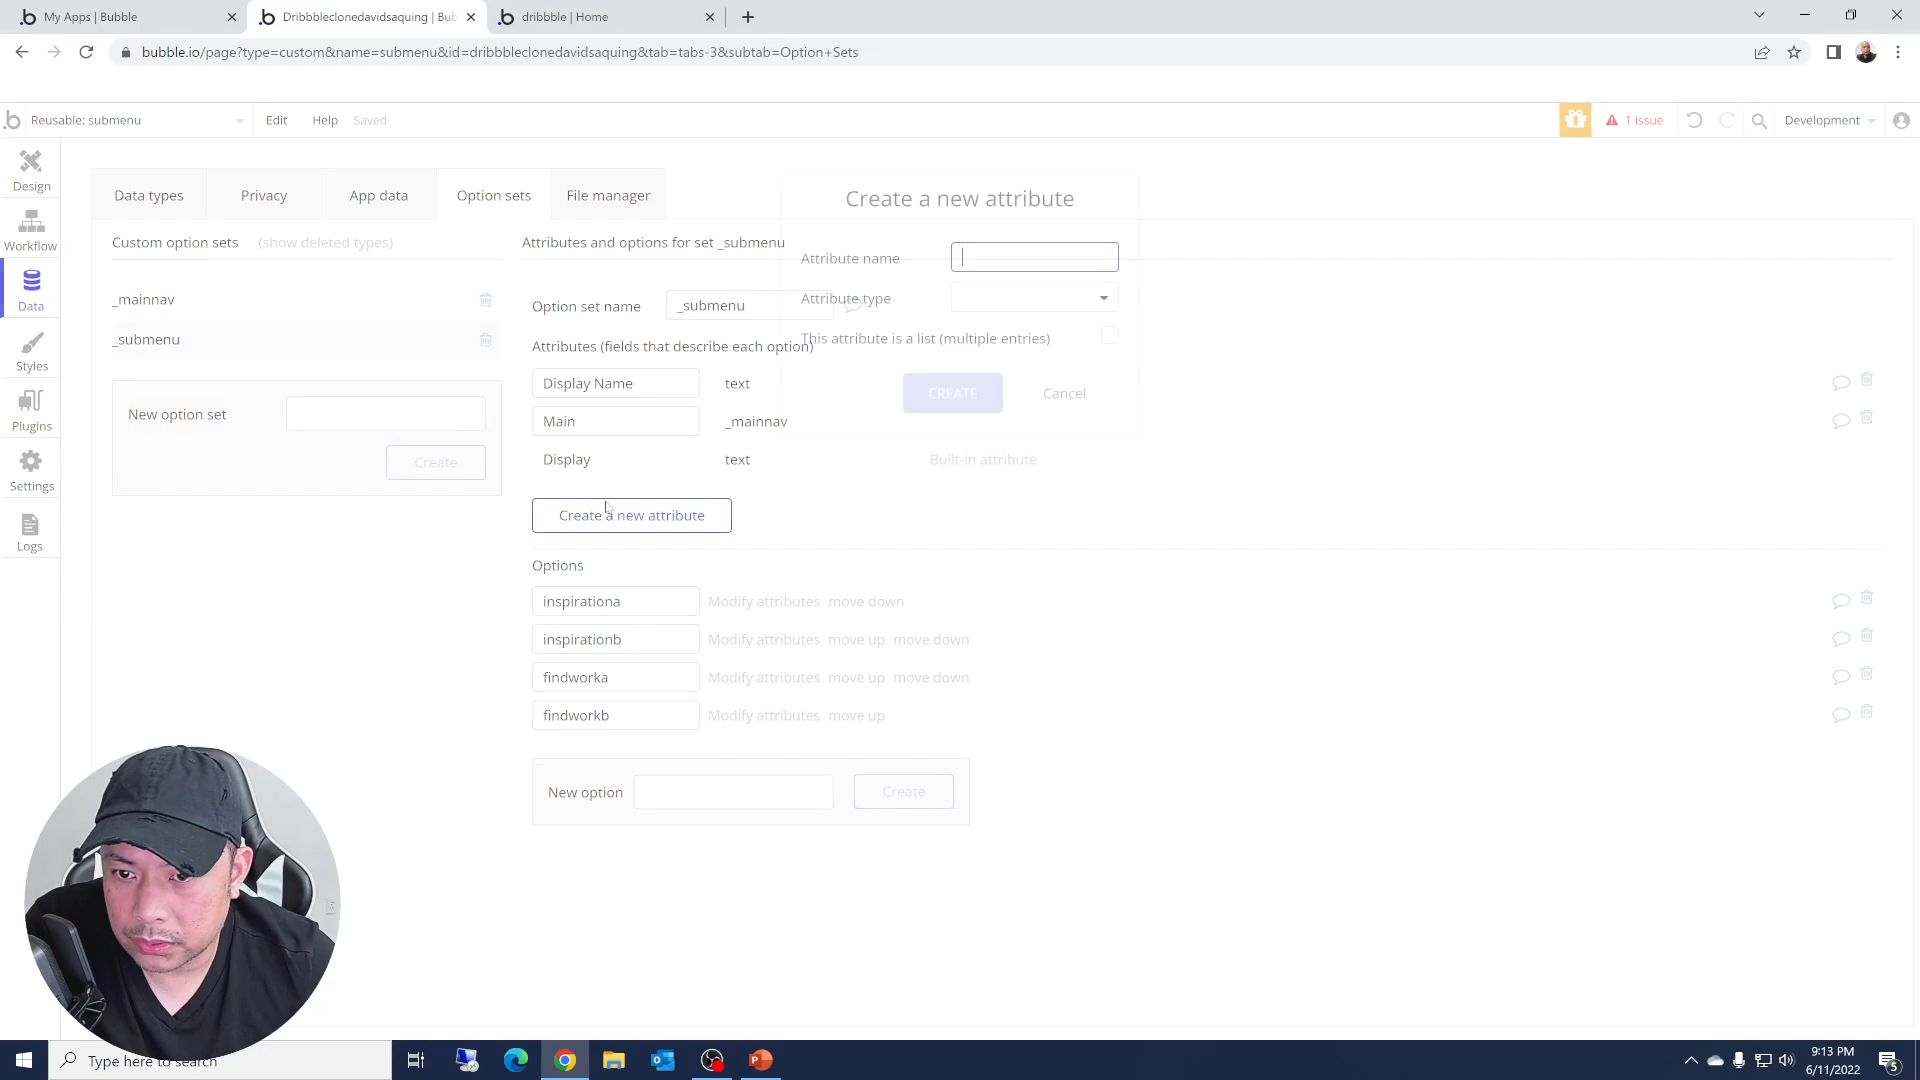 My Apps | Bubble
Dribbbleclonedavidsaquing | Bub
dribbble | Home
bubble.io/page?type=custom&name=submenu&id=dribbbleclonedavidsaquing&tab=tabs-3&subtab=Option+Sets
Reusable: submenu
Edit
Help
Saved
1 issue
Development
Design
Workflow
Data
Styles
Plugins
Settings
Logs
Data types
Privacy
App data
Option sets
File manager
Custom option sets
(show deleted types)
_mainnav
_submenu
New option set
Create
Attributes and options for set _submenu
Option set name
_submenu
Attributes (fields that describe each option)
Display Name
text
Main
_mainnav
Display
text
Built-in attribute
Create a new attribute
Options
inspirationa
Modify attributes
move down
inspirationb
Modify attributes
move up
move down
findworka
Modify attributes
move up
move down
findworkb
Modify attributes
move up
New option
Create
Create a new attribute
Attribute name
Attribute type
This attribute is a list (multiple entries)
CREATE
Cancel
Type here to search
9:13 PM
6/11/2022
5